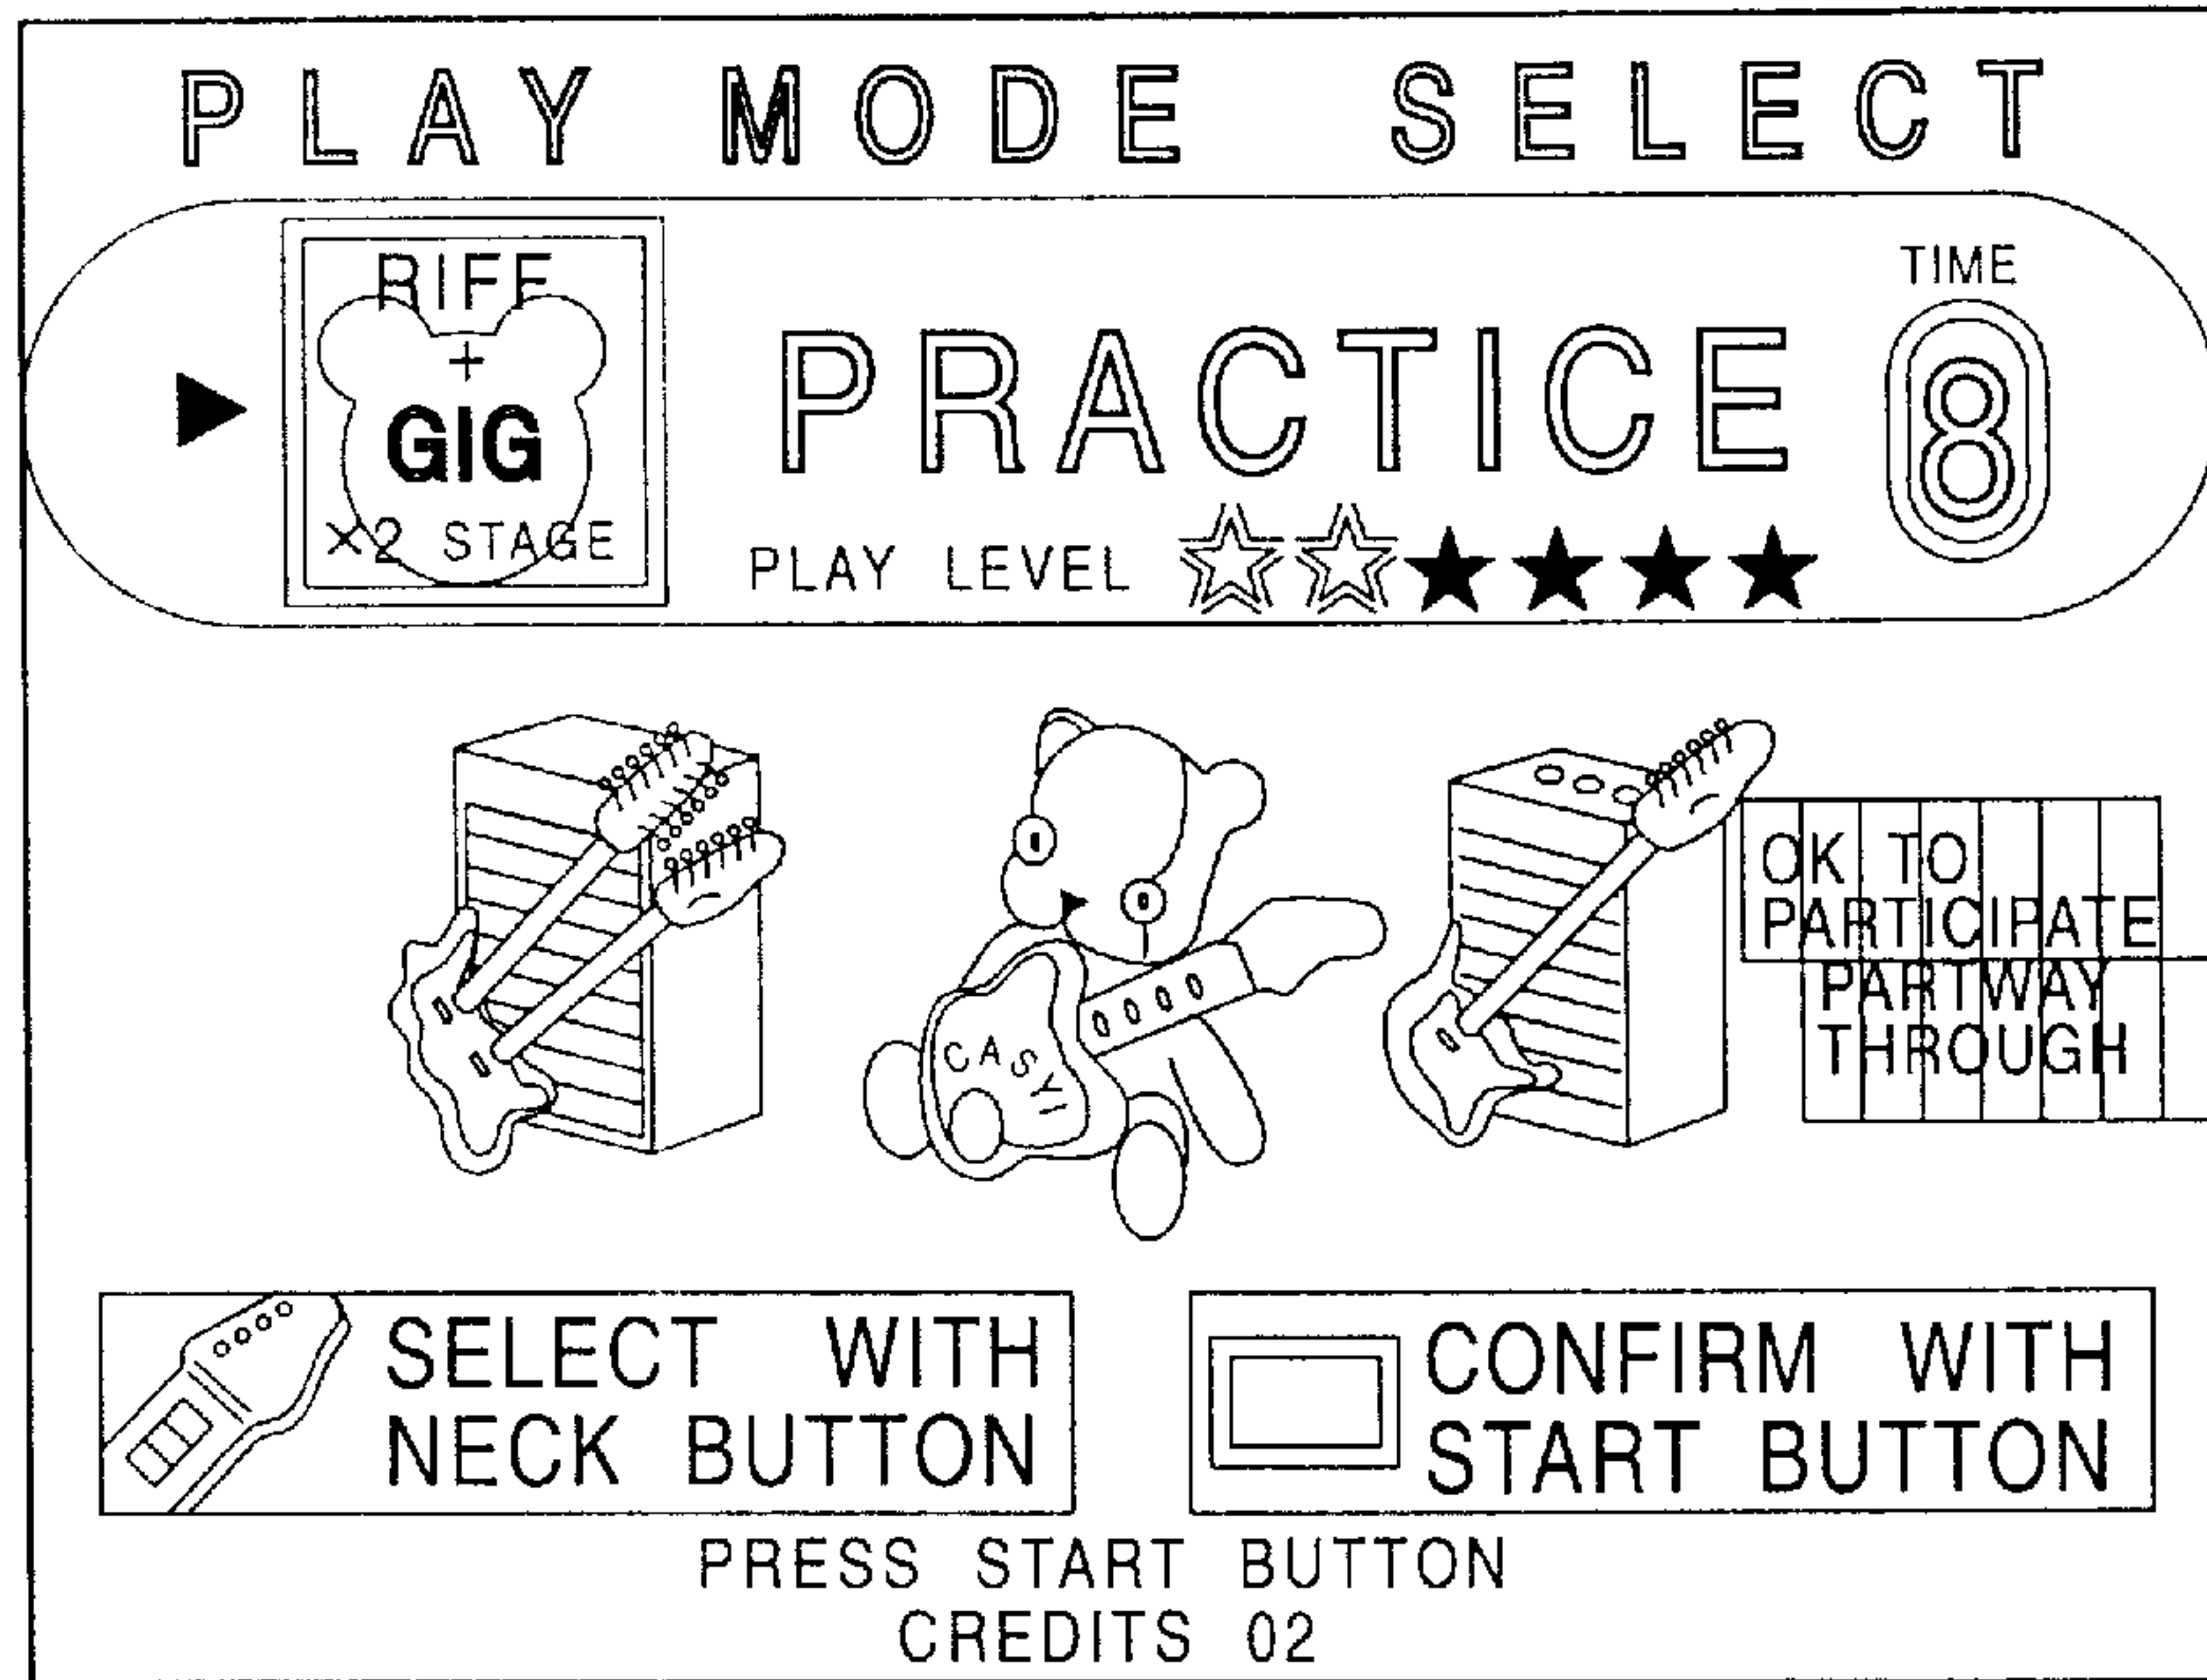 PLAY MODE SELECT
RIFF
+
GIG
×2 STAGE
PRACTICE
PLAY LEVEL ☆☆★★★★
TIME
8
CASY!
OK TO
PARTICIPATE
PARTWAY
THROUGH
SELECT WITH
NECK BUTTON
CONFIRM WITH
START BUTTON
PRESS START BUTTON
CREDITS 02